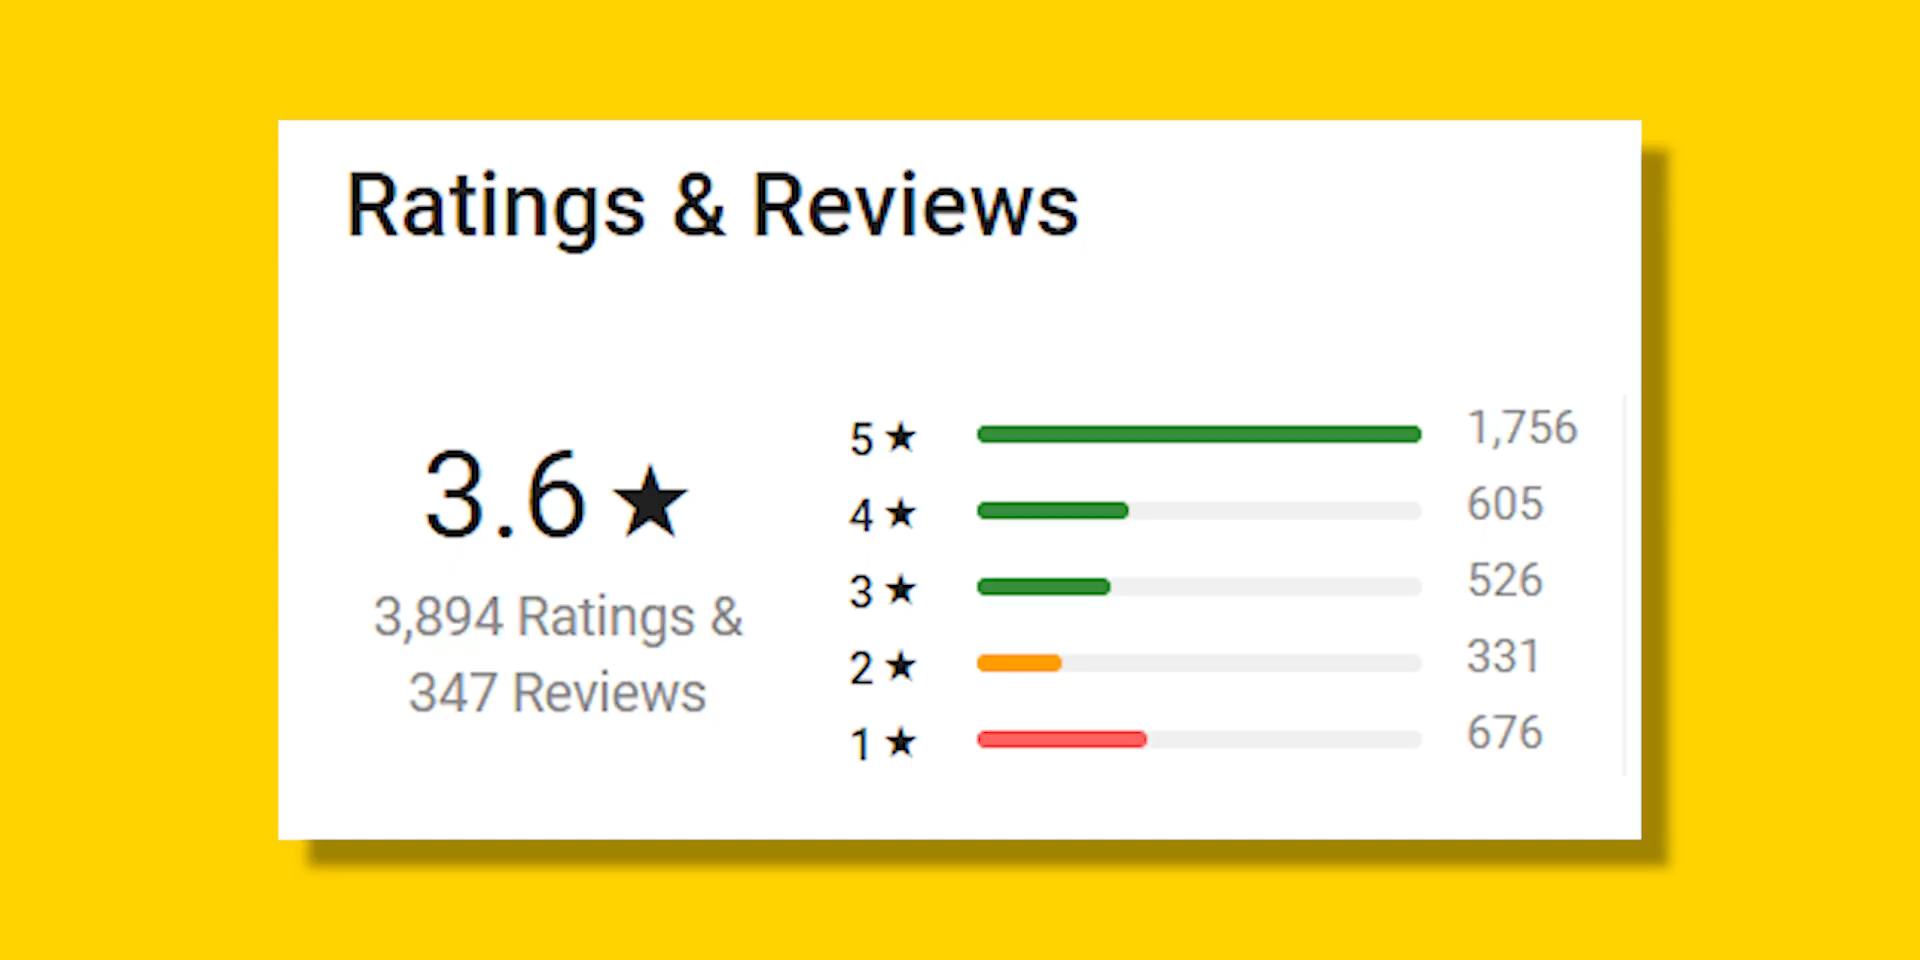 Ratings & Reviews
3.6 ★
3,894 Ratings &
347 Reviews
5 ★ 1,756
4 ★ 605
3 ★ 526
2 ★ 331
1 ★ 676